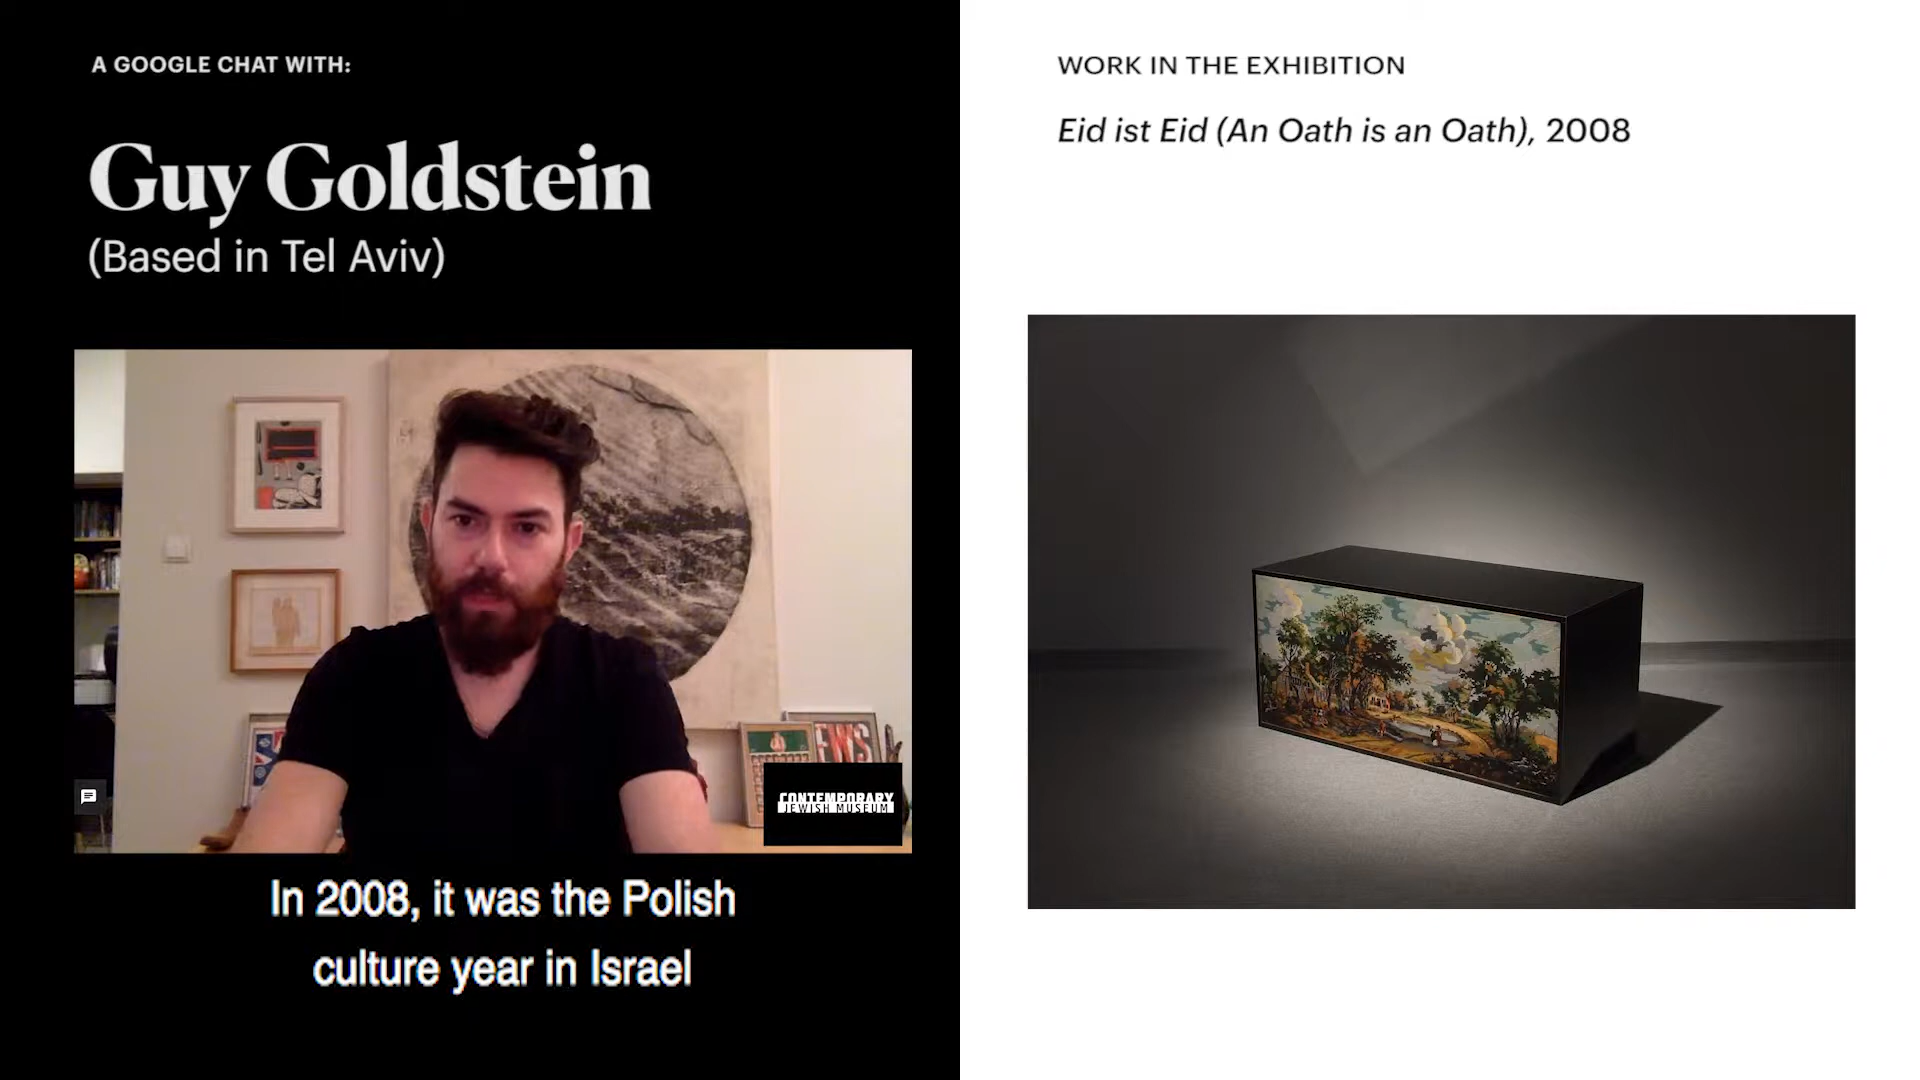 A GOOGLE CHAT WITH:
Guy Goldstein
(Based in Tel Aviv)
CONTEMPORARY
JEWISH MUSEUM
In 2008, it was the Polish
culture year in Israel
WORK IN THE EXHIBITION
Eid ist Eid (An Oath is an Oath), 2008